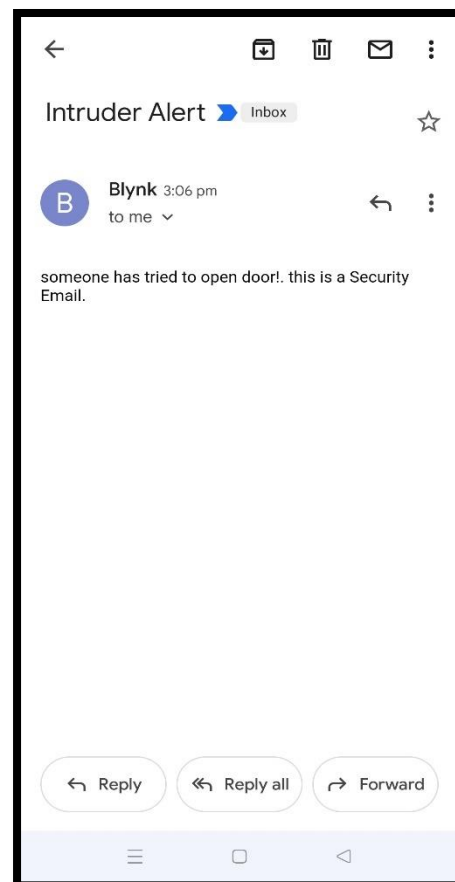 Intruder Alert Inbox
B
Blynk 3:06 pm
to me
someone has tried to open door!. this is a Security
Email.
Reply Reply all Forward